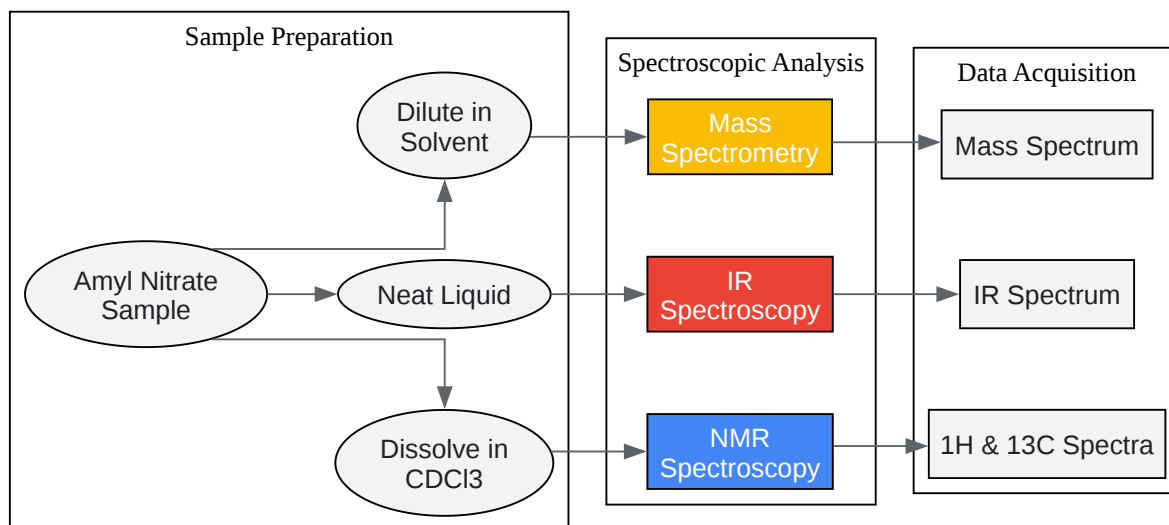 Sample Preparation
Spectroscopic Analysis
Data Acquisition
Dilute in
Solvent
Mass
Spectrometry
Mass Spectrum
Amyl Nitrate
Sample
Neat Liquid
IR
Spectroscopy
IR Spectrum
Dissolve in
CDCl3
NMR
Spectroscopy
1H & 13C Spectra